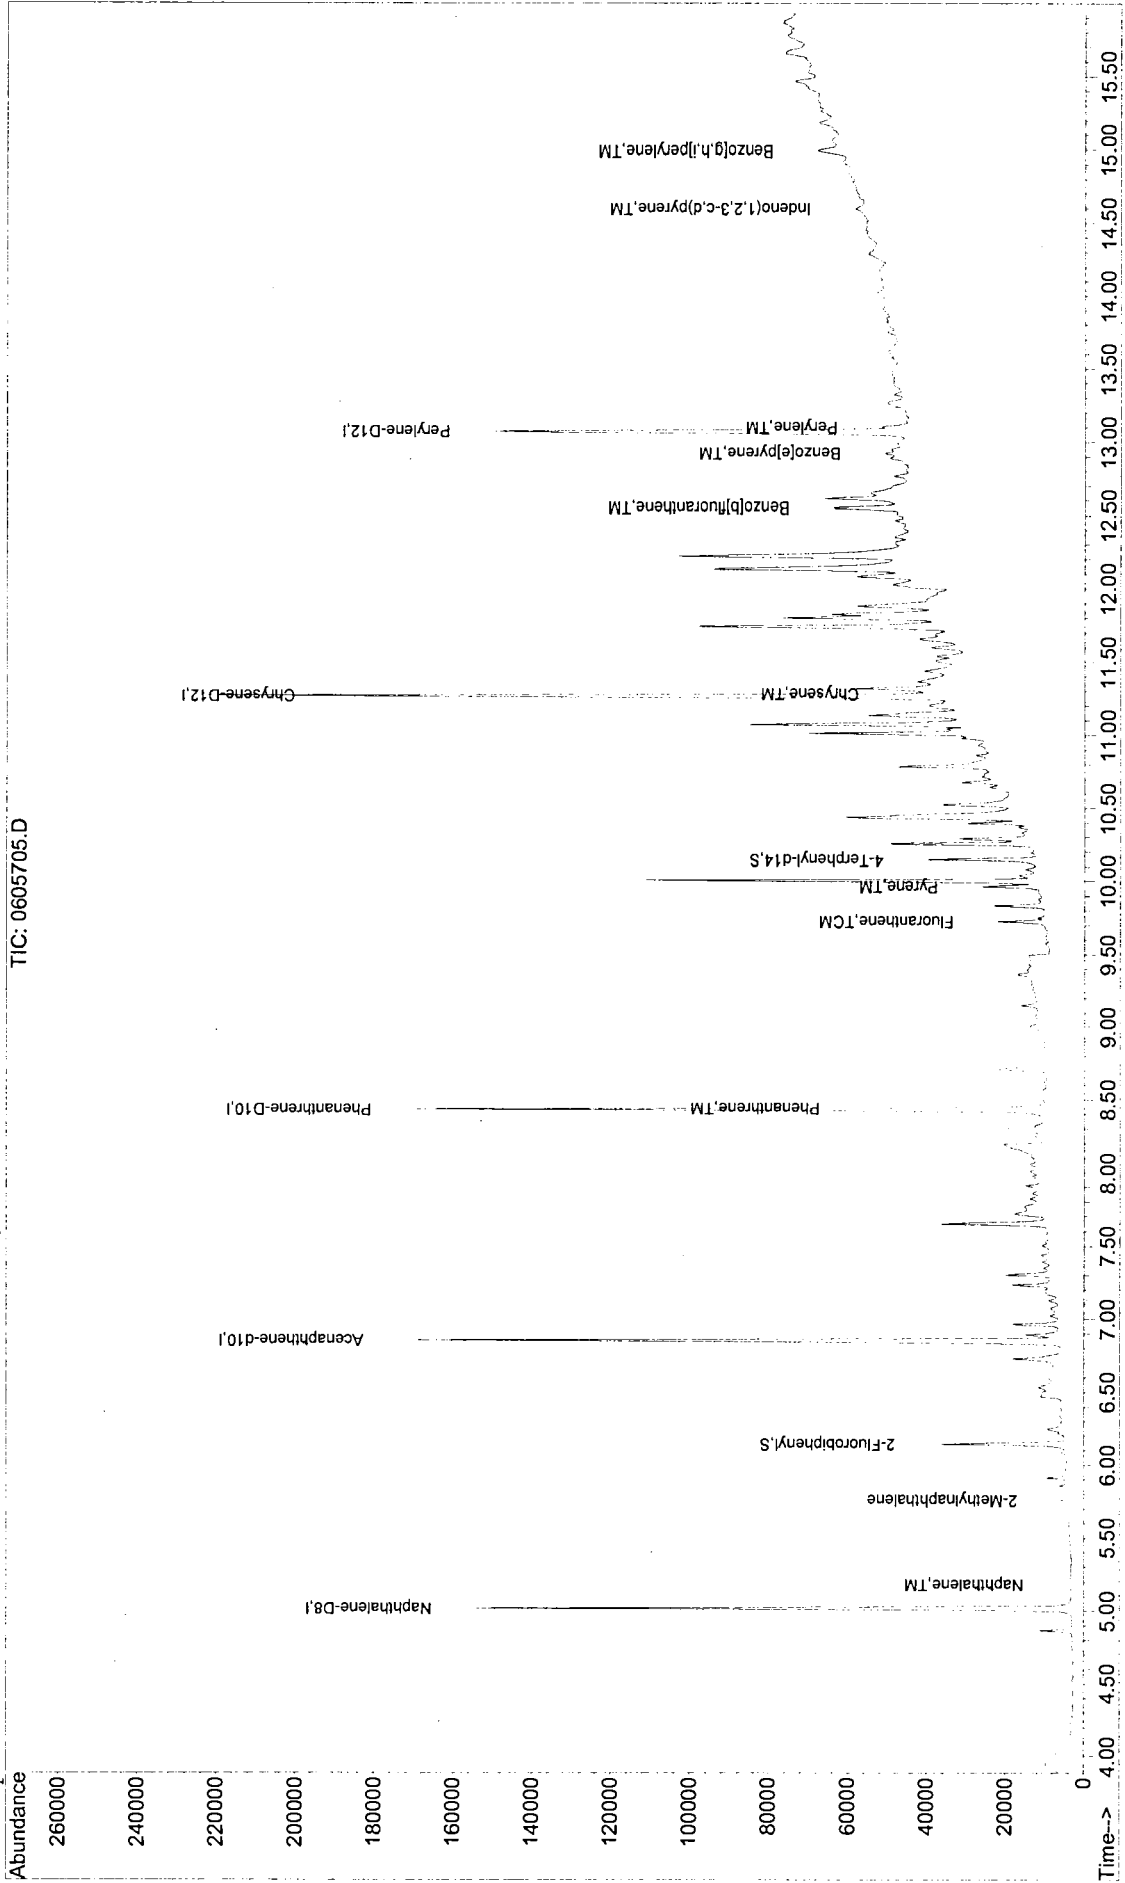 TIC: 0605705.D
Abundance
260000
240000
220000
200000
180000
160000
140000
120000
100000
80000
60000
40000
20000
0
Time-->
4.00
4.50
5.00
5.50
6.00
6.50
7.00
7.50
8.00
8.50
9.00
9.50
10.00
10.50
11.00
11.50
12.00
12.50
13.00
13.50
14.00
14.50
15.00
15.50
Naphthalene-D8,I
Naphthalene,TM
2-Methylnaphthalene
2-Fluorobiphenyl,S
Acenaphthene-d10,I
Phenanthrene-D10,I
Phenanthrene,TM
Fluoranthene,TCM
Pyrene,TM
4-Terphenyl-d14,S
Chrysene-D12,I
Chrysene,TM
Benzo[b]fluoranthene,TM
Benzo[e]pyrene,TM
Perylene-D12,I
Perylene,TM
Indeno(1,2,3-c,d)pyrene,TM
Benzo[g,h,i]perylene,TM